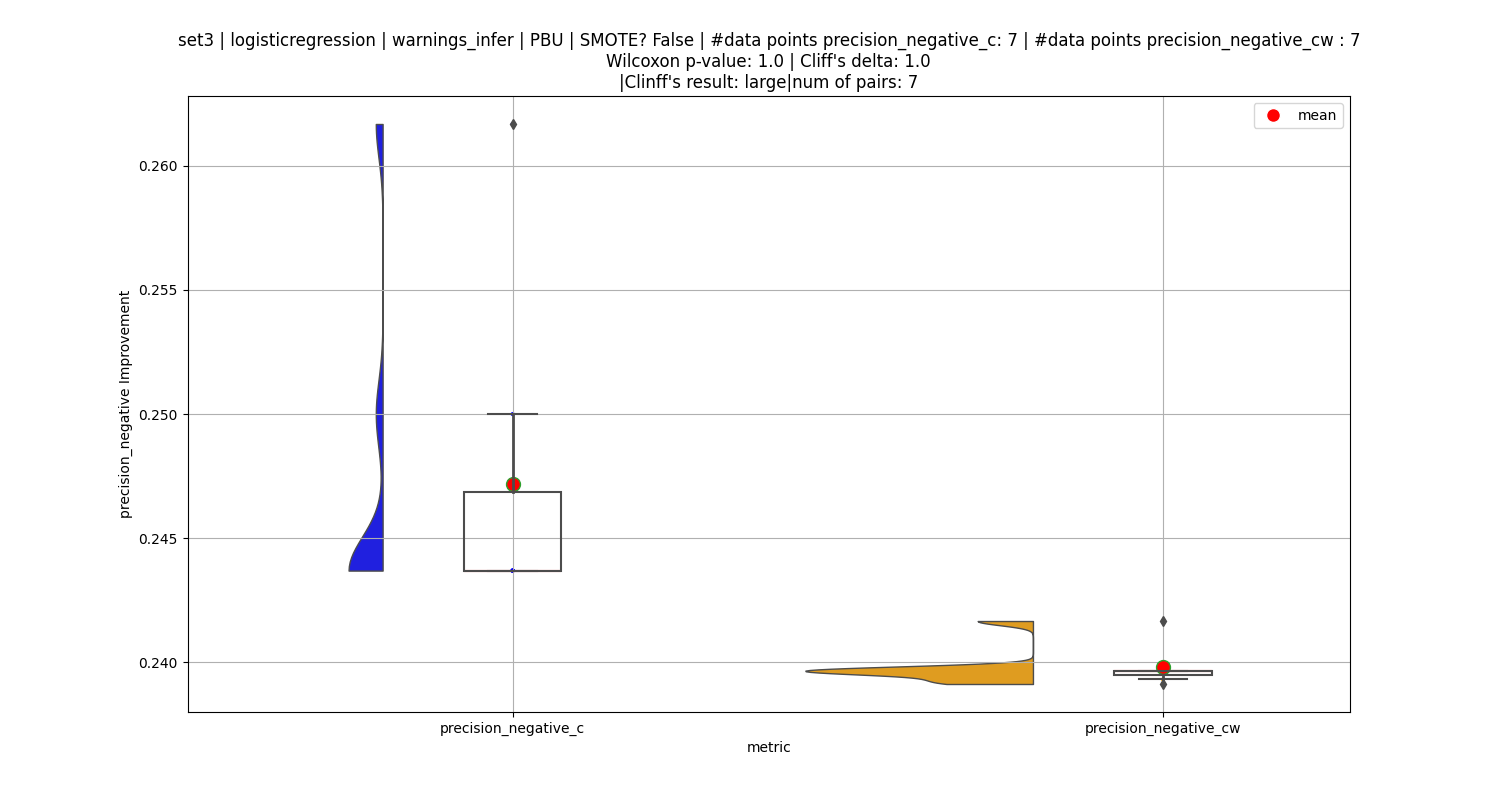 set3 | logisticregression | warnings_infer | PBU | SMOTE? False | #data points precision_negative_c: 7 | #data points precision_negative_cw : 7
Wilcoxon p-value: 1.0 | Cliff's delta: 1.0
|Clinff's result: large|num of pairs: 7
mean
0.260
0.255
0.250
0.245
0.240
precision_negative Improvement
precision_negative_c
precision_negative_cw
metric